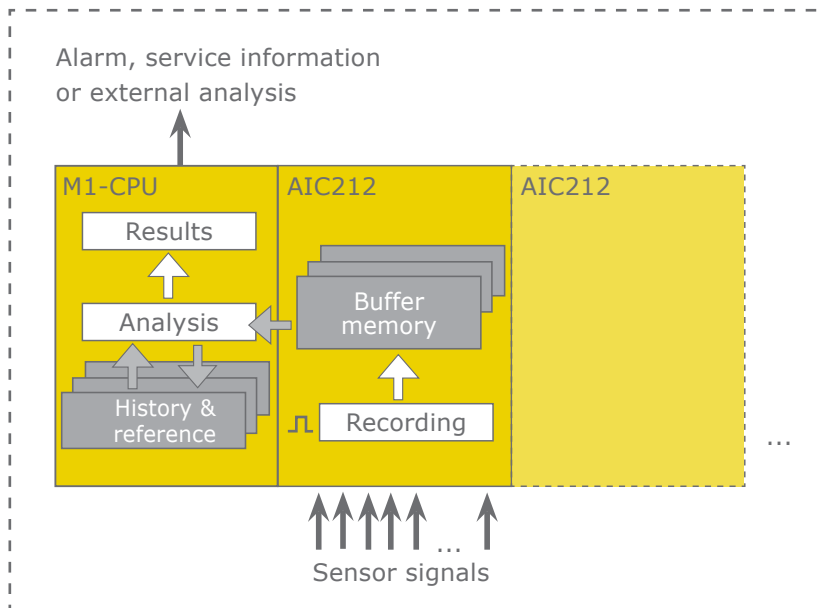 Alarm, service information
or external analysis
M1-CPU
AIC212
AIC212
Results
Buffer
memory
Analysis
History &
reference
Recording
...
...
Sensor signals